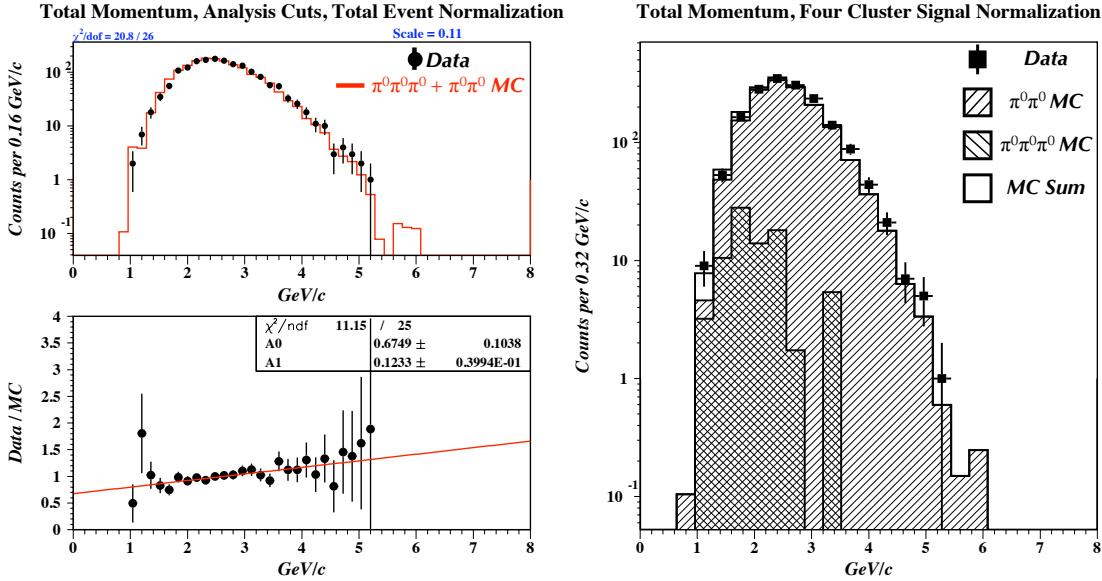 Total Momentum, Analysis Cuts, Total Event Normalization
χ²/dof = 20.8 / 26
Scale = 0.11
Data
π⁰π⁰π⁰ + π⁰π⁰ MC
Counts per 0.16 GeV/c
10²
10
1
10⁻¹
0 1 2 3 4 5 6 7 8
GeV/c
χ²/ndf 11.15 / 25
A0 0.6749 ± 0.1038
A1 0.1233 ± 0.3994E-01
Data / MC
4
3.5
3
2.5
2
1.5
1
0.5
0
0 1 2 3 4 5 6 7 8
GeV/c
Total Momentum, Four Cluster Signal Normalization
Data
π⁰π⁰ MC
π⁰π⁰π⁰ MC
MC Sum
Counts per 0.32 GeV/c
10²
10
1
10⁻¹
0 1 2 3 4 5 6 7 8
GeV/c